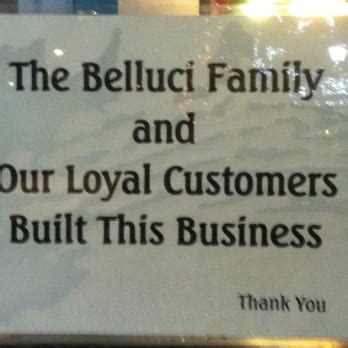 The Belluci Family
and
Our Loyal Customers
Built This Business
Thank You